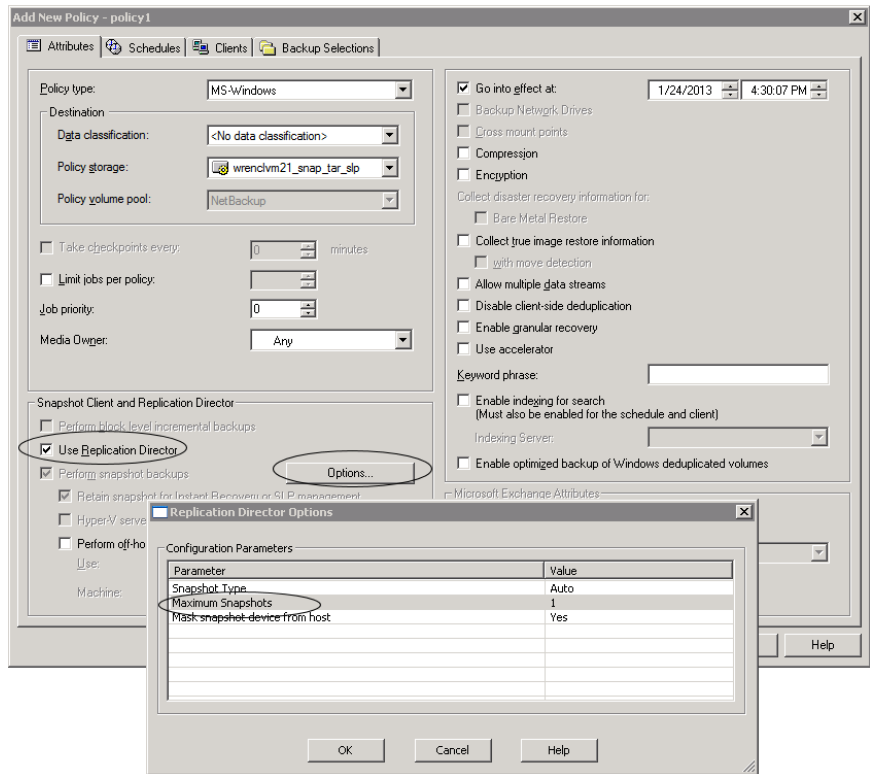 Add New Policy - policy1
Attributes Schedules Clients Backup Selections
Policy type: MS-Windows
Destination
Data classification: <No data classification>
Policy storage: wrenclvm21_snap_tar_slp
Policy volume pool: NetBackup
Take checkpoints every: 0 minutes
Limit jobs per policy:
Job priority: 0
Media Owner: Any
Snapshot Client and Replication Director
Perform block level incremental backups
Use Replication Director
Perform snapshot backups Options...
Retain snapshot for Instant Recovery or SLP management
Hyper-V serve
Perform off-ho
Use:
Machine:
Go into effect at: 1/24/2013 4:30:07 PM
Backup Network Drives
Cross mount points
Compression
Encryption
Collect disaster recovery information for:
Bare Metal Restore
Collect true image restore information
with move detection
Allow multiple data streams
Disable client-side deduplication
Enable granular recovery
Use accelerator
Keyword phrase:
Enable indexing for search
(Must also be enabled for the schedule and client)
Indexing Server:
Enable optimized backup of Windows deduplicated volumes
Microsoft Exchange Attributes
Help
Replication Director Options
Configuration Parameters
Parameter Value
Snapshot Type Auto
Maximum Snapshots 1
Mask snapshot device from host Yes
OK Cancel Help